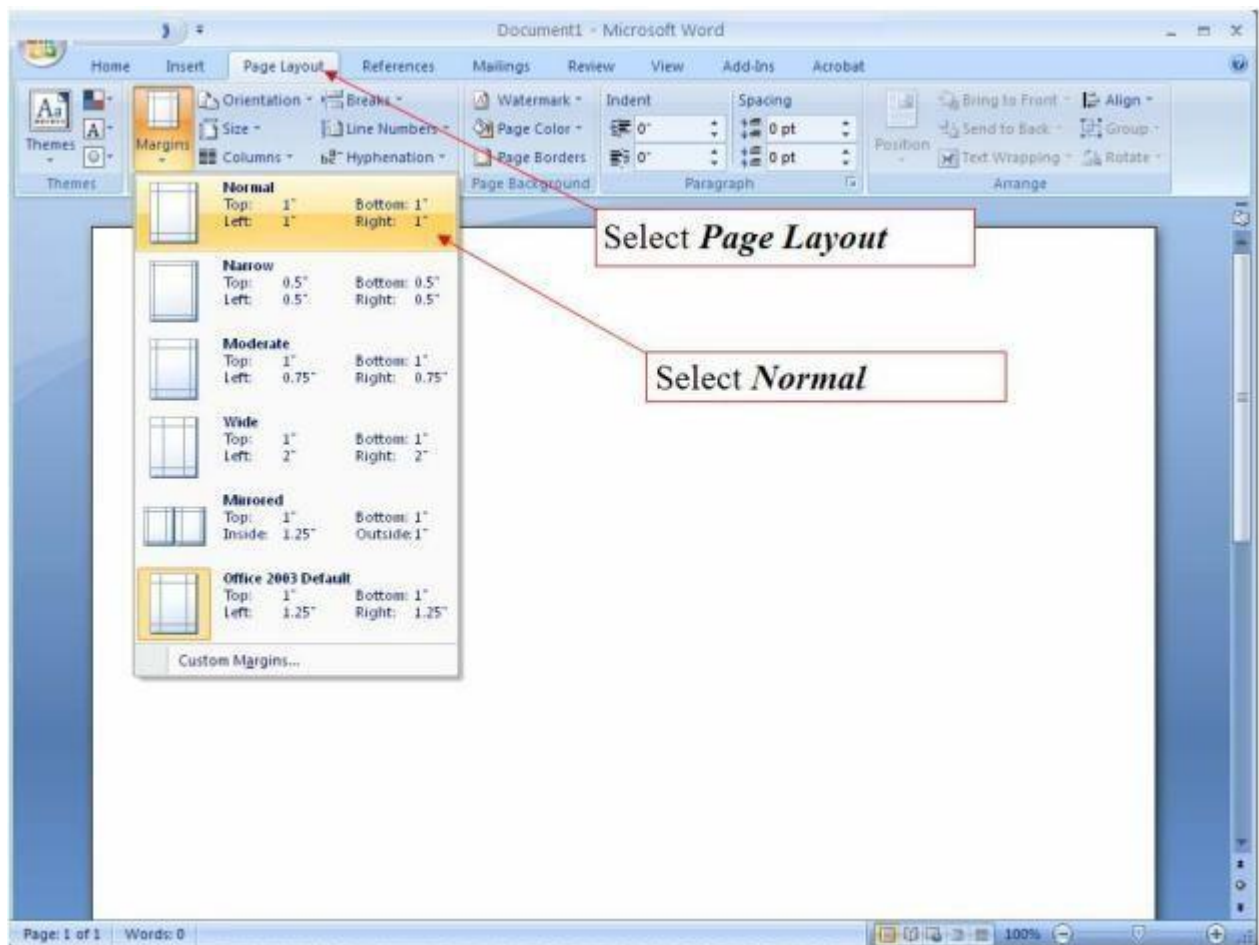 Document1 - Microsoft Word
Home Insert Page Layout References Mailings Review View Add-Ins Acrobat
Aa Margins Orientation Breaks Watermark Indent Spacing Bring to Front Align
Themes A Size Line Numbers Page Color 0" 0 pt Position Send to Back Group
Columns Hyphenation Page Borders 0" 0 pt Text Wrapping Rotate
Themes Page Background Paragraph Arrange
Normal
Top: 1" Bottom: 1"
Left: 1" Right: 1"
Select Page Layout
Narrow
Top: 0.5" Bottom: 0.5"
Left: 0.5" Right: 0.5"
Moderate
Top: 1" Bottom: 1"
Left: 0.75" Right: 0.75"
Select Normal
Wide
Top: 1" Bottom: 1"
Left: 2" Right: 2"
Mirrored
Top: 1" Bottom: 1"
Inside: 1.25" Outside: 1"
Office 2003 Default
Top: 1" Bottom: 1"
Left: 1.25" Right: 1.25"
Custom Margins...
Page: 1 of 1 Words: 0 100%